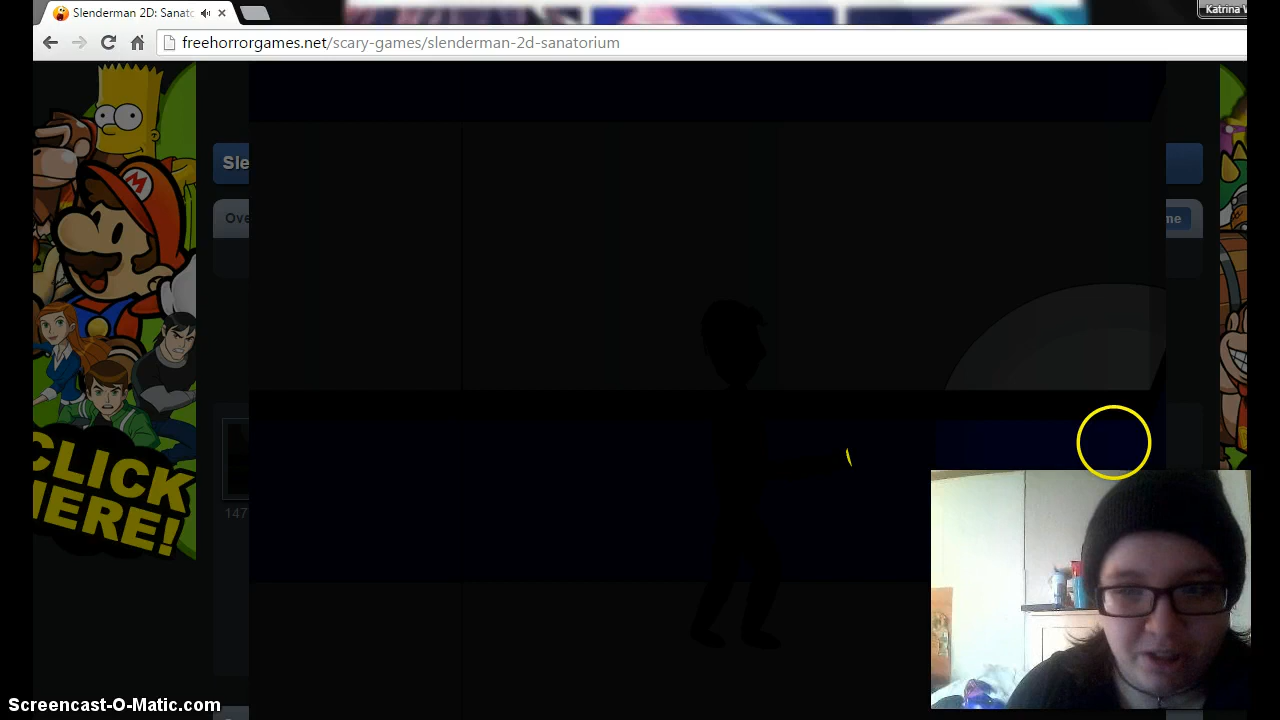 Slenderman 2D: Sanato
Katrina W
freehorrorgames.net/scary-games/slenderman-2d-sanatorium
M
Sle
Ove
me
CLICK
HERE!
147
Screencast-O-Matic.com